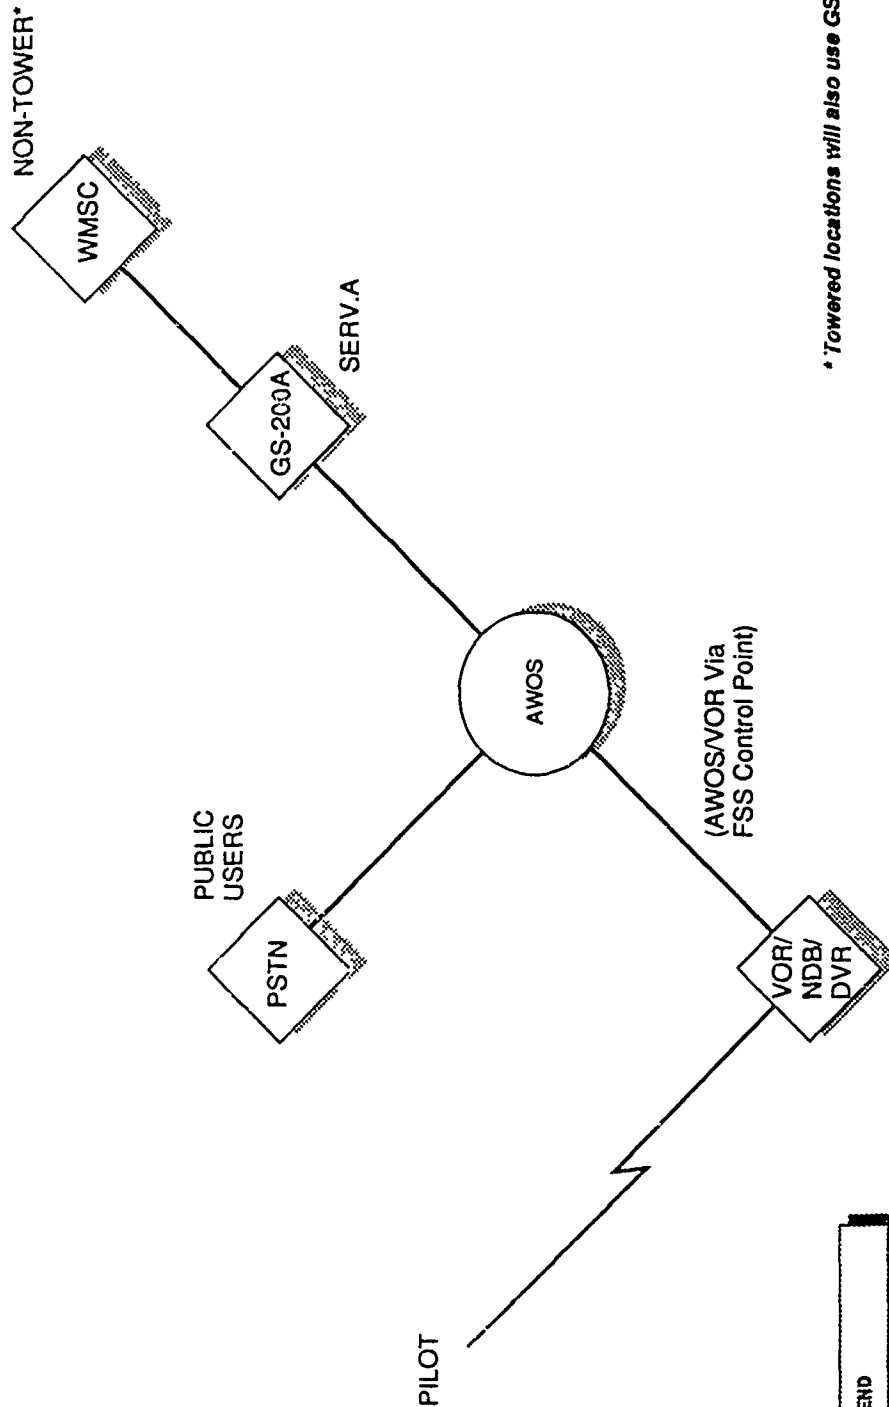 NON-TOWER*
WMSC
GS-200A
SERV.A
PUBLIC
USERS
PSTN
AWOS
(AWOS/VOR Via
FSS Control Point)
VOR/
NDB/
DVR
PILOT
*Towered locations will also use GS
END